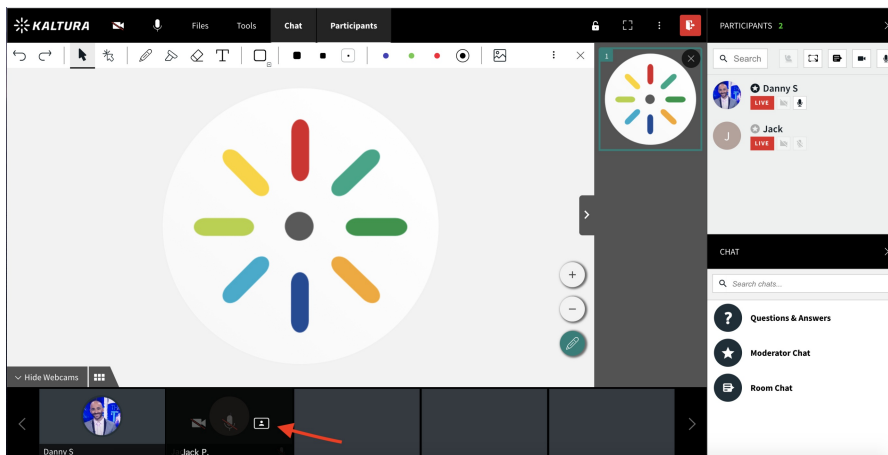 KALTURA Files Tools Chat Participants
PARTICIPANTS 2
T
1
Search
Danny S
LIVE
J
Jack
LIVE
CHAT
Search chats...
? Questions & Answers
Moderator Chat
Room Chat
Hide Webcams
Danny S
Jack P.